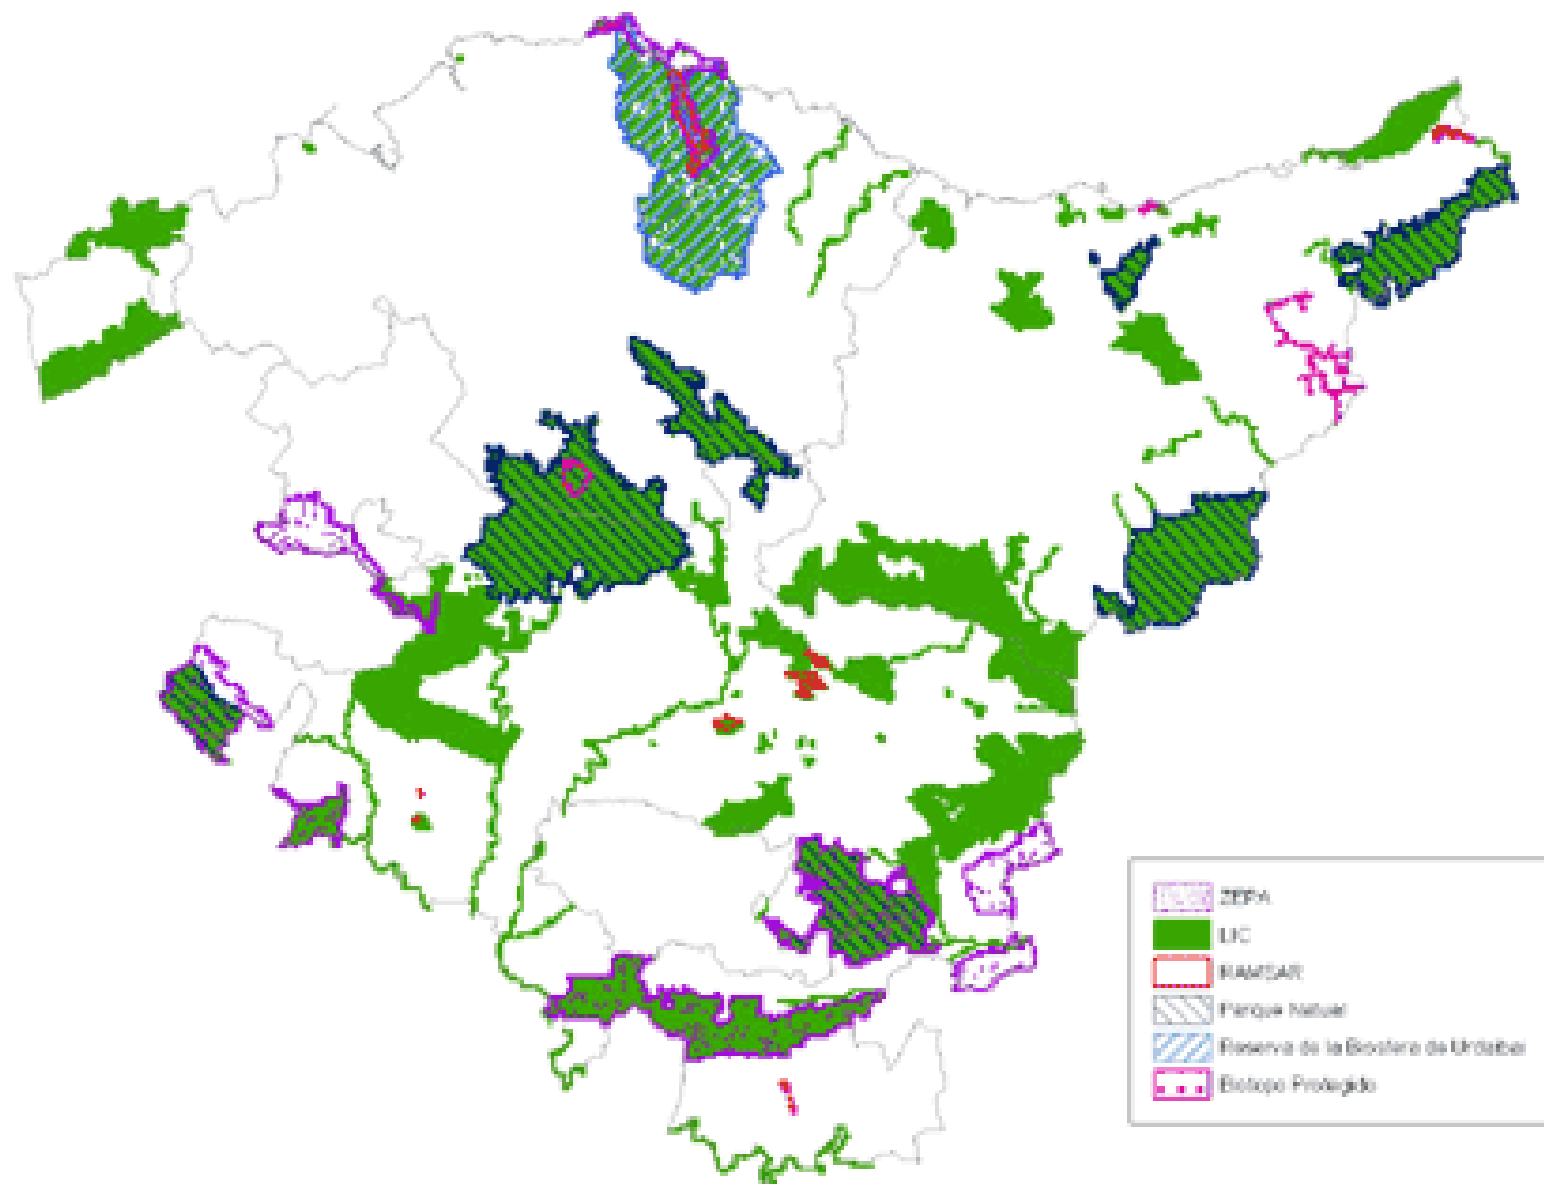 ZEPA
LIC
RAMSAR
Parque Natural
Reserva de la Biosfera de Urdaibai
Biotopo Protegido